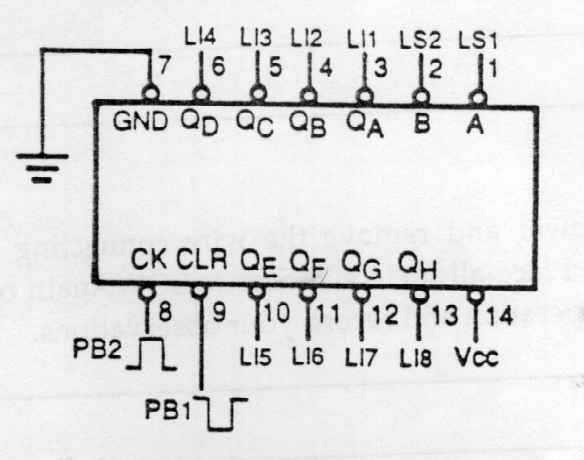 LI4 LI3 LI2 LI1 LS2 LS1
7 6 5 4 3 2 1
GND QD QC QB QA B A
CK CLR QE QF QG QH
8 9 10 11 12 13 14
PB2 LI5 LI6 LI7 LI8 Vcc
PB1